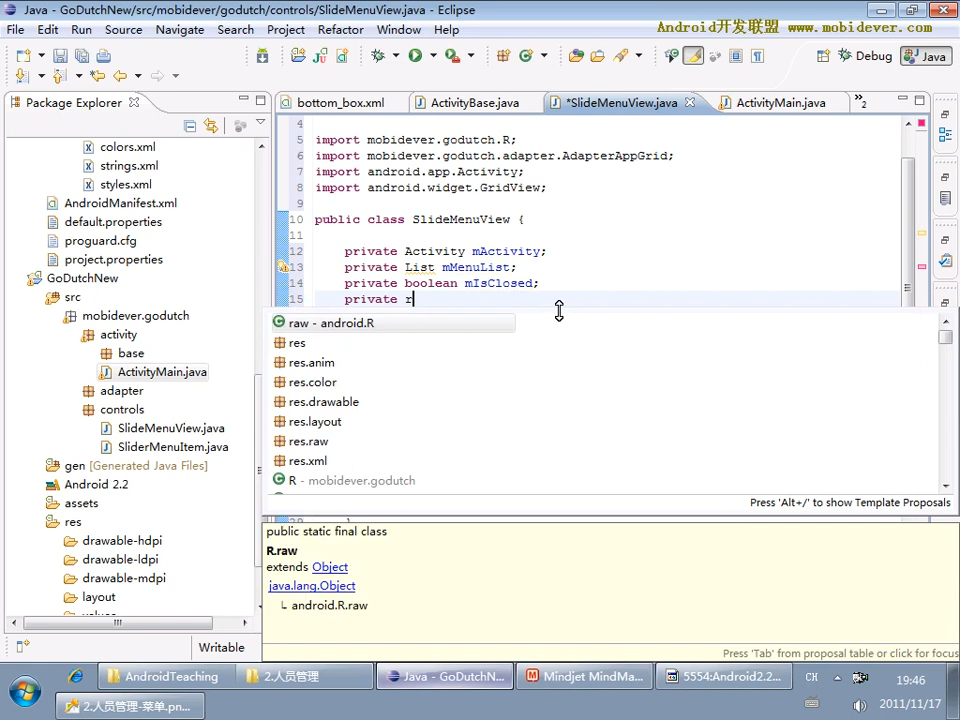 Java - GoDutchNew/src/mobidever/godutch/controls/SlideMenuView.java - Eclipse
File Edit Run Source Navigate Search Project Refactor Window Help
Android开发联盟 www.mobidever.com
Debug Java
Package Explorer
bottom_box.xml ActivityBase.java *SlideMenuView.java ActivityMain.java »2
colors.xml
strings.xml
styles.xml
AndroidManifest.xml
default.properties
proguard.cfg
project.properties
GoDutchNew
src
mobidever.godutch
activity
base
ActivityMain.java
adapter
controls
SlideMenuView.java
SliderMenuItem.java
gen [Generated Java Files]
Android 2.2
assets
res
drawable-hdpi
drawable-ldpi
drawable-mdpi
layout
4
5 import mobidever.godutch.R;
6 import mobidever.godutch.adapter.AdapterAppGrid;
7 import android.app.Activity;
8 import android.widget.GridView;
9
10 public class SlideMenuView {
11
12 private Activity mActivity;
13 private List mMenuList;
14 private boolean mIsClosed;
15 private r
raw - android.R
res
res.anim
res.color
res.drawable
res.layout
res.raw
res.xml
R - mobidever.godutch
Press 'Alt+/' to show Template Proposals
public static final class
R.raw
extends Object
java.lang.Object
android.R.raw
Press 'Tab' from proposal table or click for focus
Writable
AndroidTeaching 2.人员管理 Java - GoDutchN... Mindjet MindMa... 5554:Android2.2... CH 19:46
2.人员管理-菜单.pn... 2011/11/17